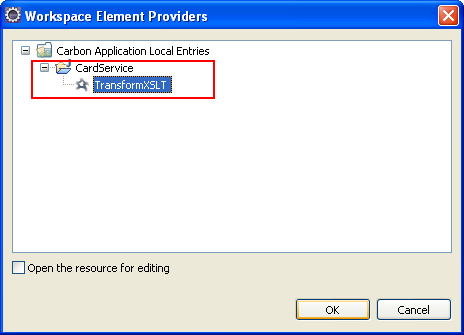 Workspace Element Providers
Carbon Application Local Entries
CardService
TransformXSLT
Open the resource for editing
OK
Cancel